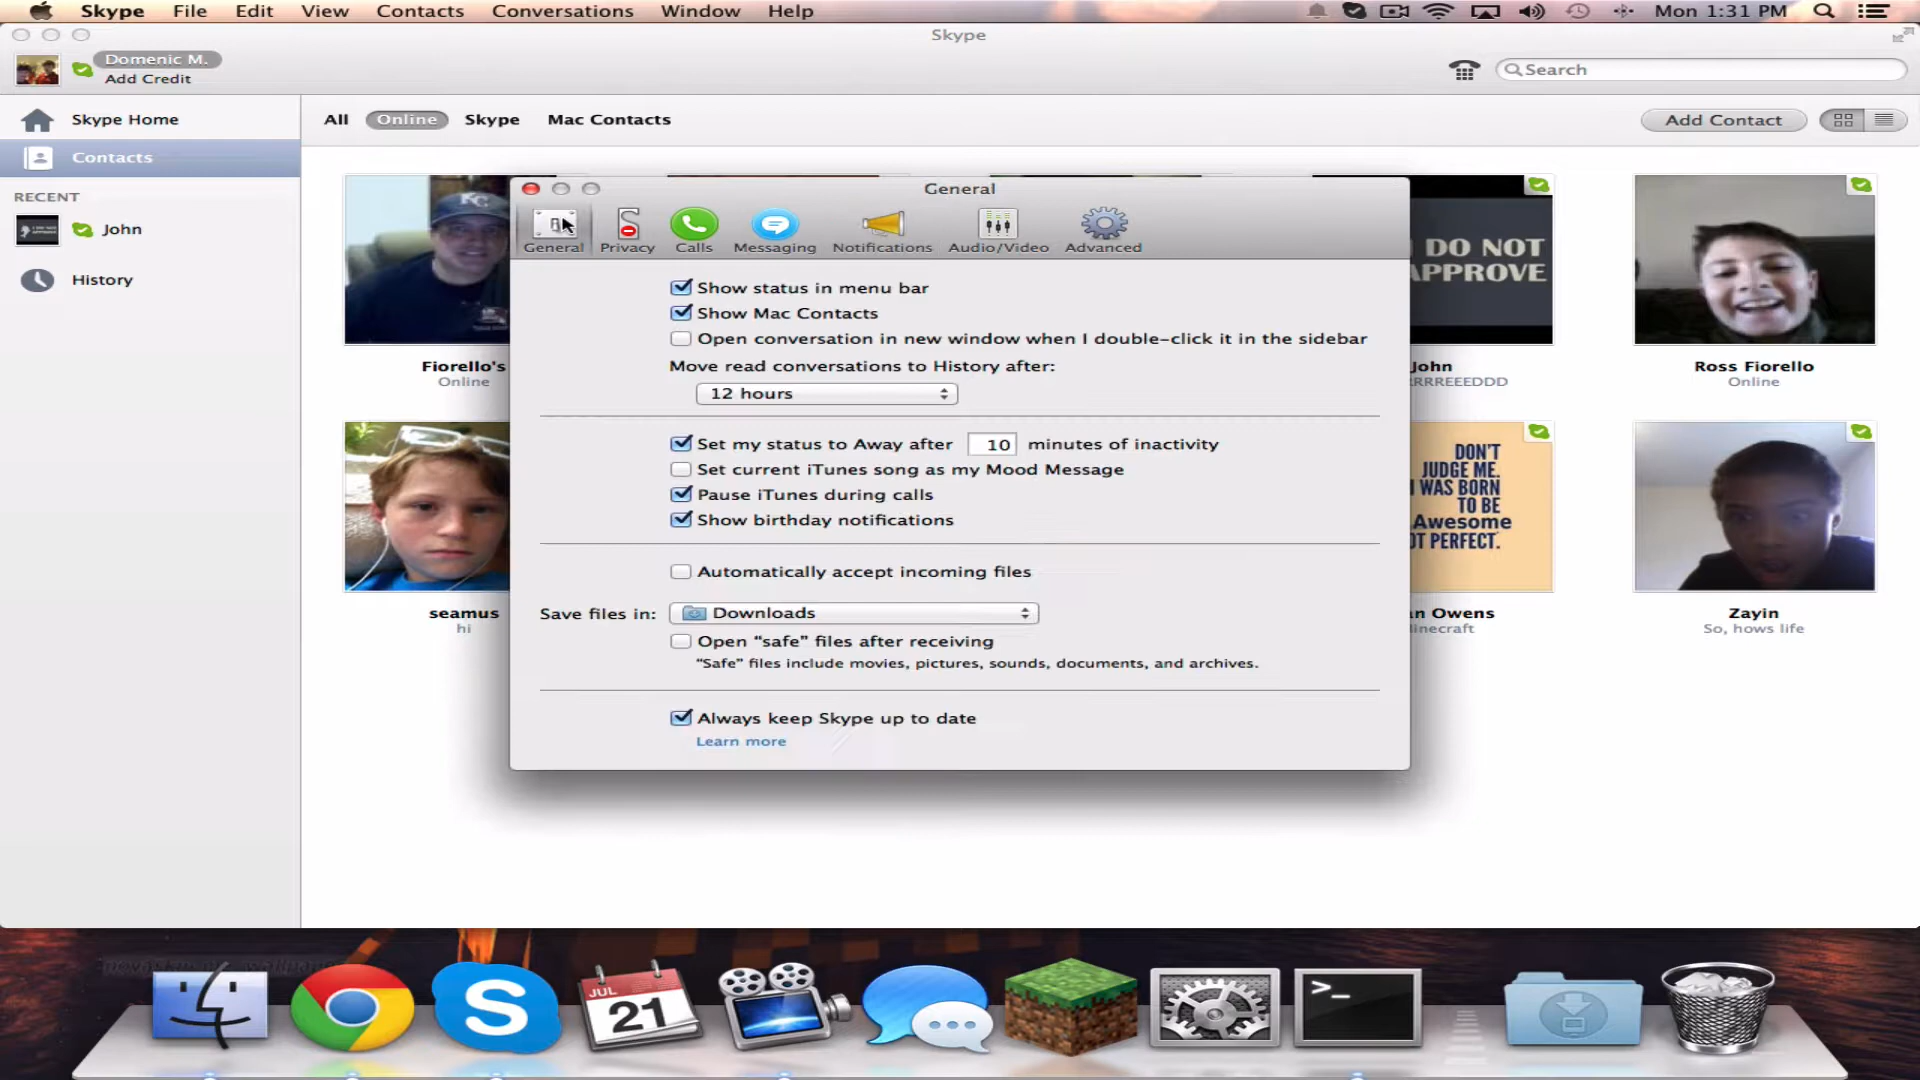 Skype File Edit View Contacts Conversations Window Help Mon 1:31 PM
Skype
Domenic M.
Add Credit
Search
Skype Home
All Online Skype Mac Contacts Add Contact
Contacts
RECENT
John
History
General
General Privacy Calls Messaging Notifications Audio/Video Advanced
Show status in menu bar
Show Mac Contacts
Open conversation in new window when I double-click it in the sidebar
Move read conversations to History after:
12 hours
Set my status to Away after 10 minutes of inactivity
Set current iTunes song as my Mood Message
Pause iTunes during calls
Show birthday notifications
Automatically accept incoming files
Save files in: Downloads
Open “safe” files after receiving
“Safe” files include movies, pictures, sounds, documents, and archives.
Always keep Skype up to date
Learn more
KC
Fiorello's
Online
I DO NOT
APPROVE
John
RRREEEDDD
Ross Fiorello
Online
seamus
hi
DON'T
JUDGE ME.
I WAS BORN
TO BE
Awesome
OT PERFECT.
n Owens
inecraft
Zayin
So, hows life
S
JUL
21
>_